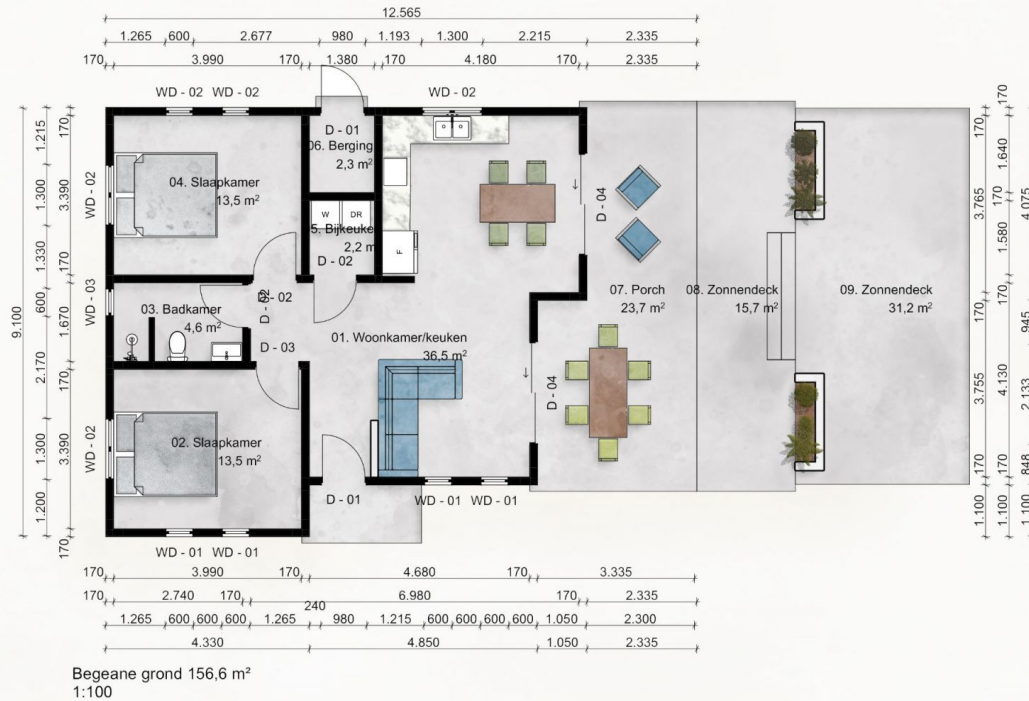 12.565
1.265 600 2.677 980 1.193 1.300 2.215 2.335
170 3.990 170 1.380 170 4.180 170 2.335
WD - 02 WD - 02 WD - 02
D - 01
06. Berging
2,3 m²
04. Slaapkamer
13,5 m²
W DR
5. Bijkeuke
2,2 m
D - 02
F
D - 04
D - 02
D - 02
03. Badkamer
4,6 m²
D - 03
01. Woonkamer/keuken
36,5 m²
07. Porch
23,7 m²
08. Zonnendeck
15,7 m²
09. Zonnendeck
31,2 m²
D - 04
02. Slaapkamer
13,5 m²
D - 01
WD - 01 WD - 01
WD - 01 WD - 01
WD - 02
WD - 03
WD - 02
9.100
1.215
1.300
1.330
600
2.170
1.300
1.200
170
3.390
170
1.670
170
3.390
170
170
3.765
170
3.755
170
1.100
1.640
170
1.580
4.130
170
1.100
170
4.075
945
2.133
848
1.100
170 3.990 170 4.680 170 3.335
170 2.740 170 6.980 170 2.335
240
1.265 600 600 600 1.265 980 1.215 600 600 600 600 1.050 2.300
4.330 4.850 1.050 2.335
Begeane grond 156,6 m²
1:100